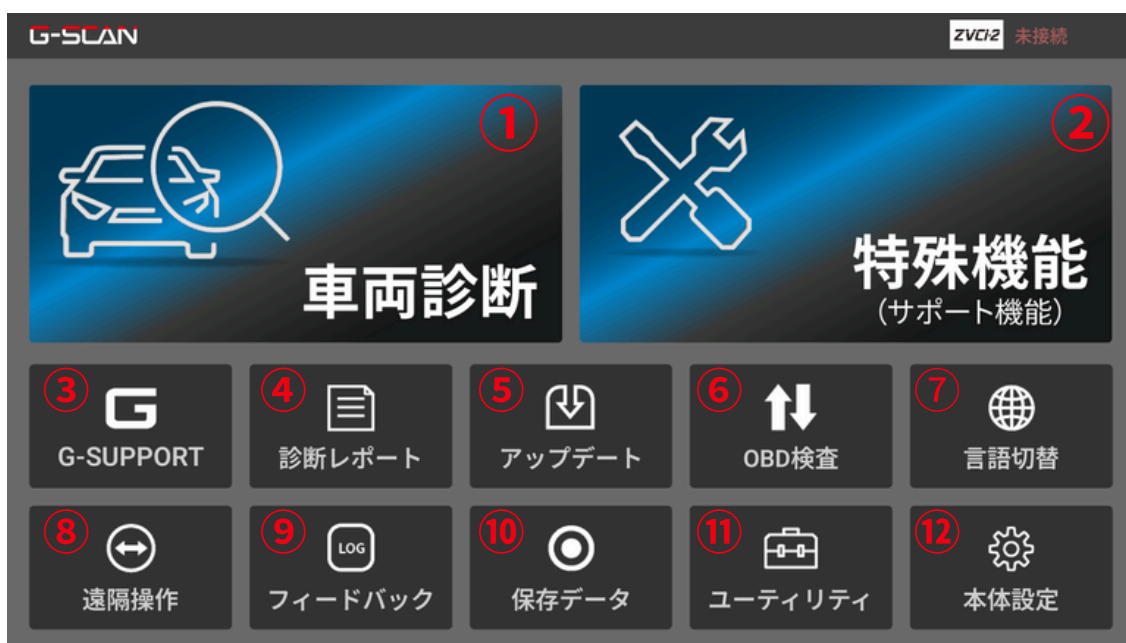 G-SCAN
ZVCI-2 未接続
①
車両診断
②
特殊機能
(サポート機能)
③
G
G-SUPPORT
④
診断レポート
⑤
アップデート
⑥
OBD検査
⑦
言語切替
⑧
遠隔操作
⑨
LOG
フィードバック
⑩
保存データ
⑪
ユーティリティ
⑫
本体設定